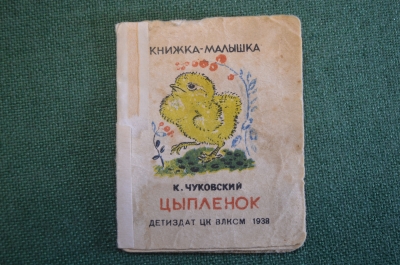 КНИЖКА-МАЛЫШКА
К. ЧУКОВСКИЙ
ЦЫПЛЕНОК
ДЕТИЗДАТ ЦК ВЛКСМ 1938